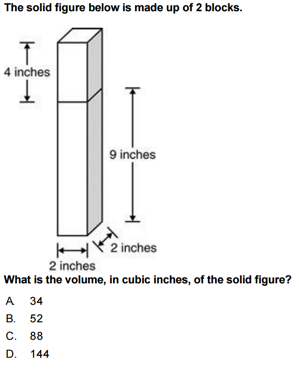 The solid figure below is made up of 2 blocks.
4 inches
9 inches
2 inches
2 inches
What is the volume, in cubic inches, of the solid figure?
A 34
B. 52
C. 88
D. 144